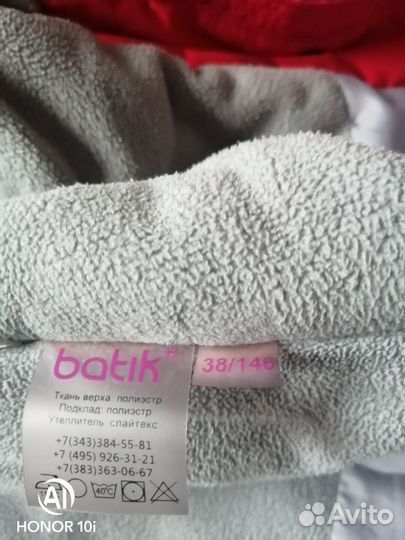 batik®
38/146
Ткань верха: полиэстр
Подклад: полиэстр
Утеплитель: слайтекс
+7(343)384-55-81
+7 (495) 926-31-21
+7(383)363-06-67
40°C
AI
HONOR 10i
Avito